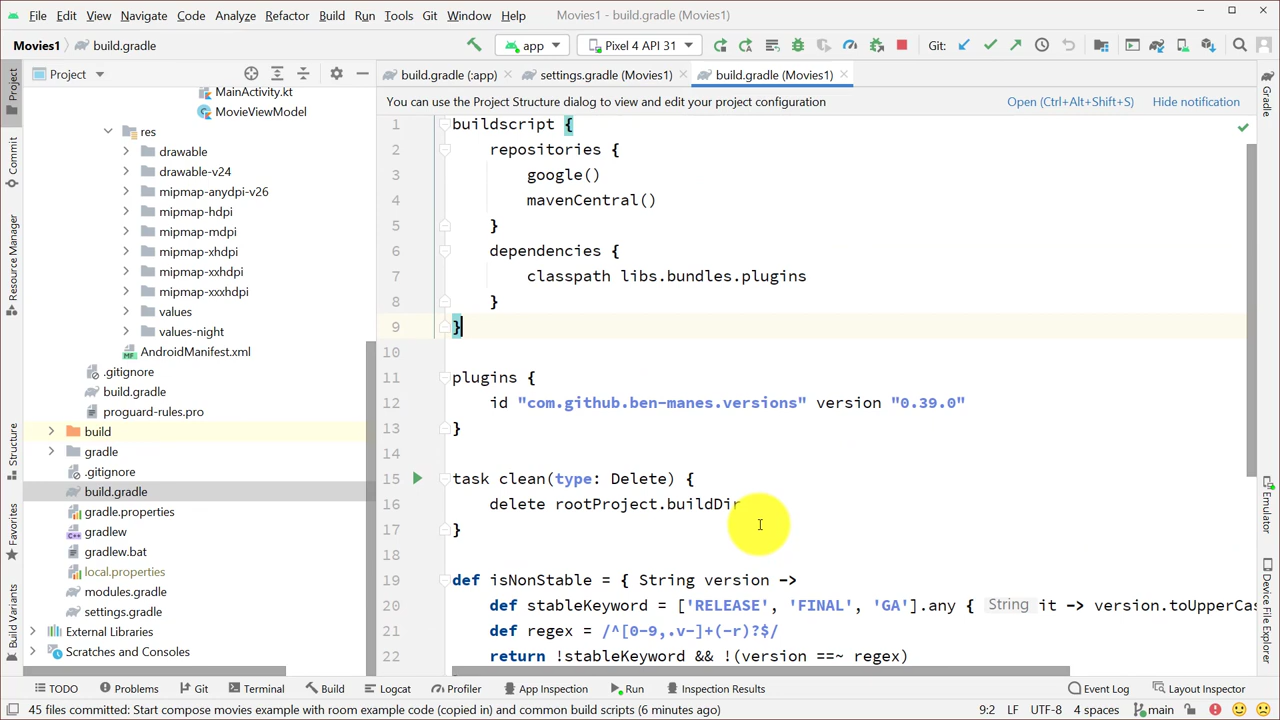 File Edit View Navigate Code Analyze Refactor Build Run Tools Git Window Help Movies1 - build.gradle (Movies1)
Movies1 build.gradle app Pixel 4 API 31 Git:
Project
build.gradle (:app) settings.gradle (Movies1) build.gradle (Movies1)
You can use the Project Structure dialog to view and edit your project configuration Open (Ctrl+Alt+Shift+S) Hide notification
MainActivity.kt
MovieViewModel
res
drawable
drawable-v24
mipmap-anydpi-v26
mipmap-hdpi
mipmap-mdpi
mipmap-xhdpi
mipmap-xxhdpi
mipmap-xxxhdpi
values
values-night
AndroidManifest.xml
.gitignore
build.gradle
proguard-rules.pro
build
gradle
.gitignore
build.gradle
gradle.properties
gradlew
gradlew.bat
local.properties
modules.gradle
settings.gradle
External Libraries
Scratches and Consoles
1 buildscript {
2 repositories {
3 google()
4 mavenCentral()
5 }
6 dependencies {
7 classpath libs.bundles.plugins
8 }
9 }
10
11 plugins {
12 id "com.github.ben-manes.versions" version "0.39.0"
13 }
14
15 task clean(type: Delete) {
16 delete rootProject.buildDir
17 }
18
19 def isNonStable = { String version ->
20 def stableKeyword = ['RELEASE', 'FINAL', 'GA'].any { String it -> version.toUpperCas
21 def regex = /^[0-9,.v-]+(-r)?$/
22 return !stableKeyword && !(version ==~ regex)
Project
Commit
Resource Manager
Structure
Favorites
Build Variants
Gradle
Emulator
Device File Explorer
TODO Problems Git Terminal Build Logcat Profiler App Inspection Run Inspection Results Event Log Layout Inspector
45 files committed: Start compose movies example with room example code (copied in) and common build scripts (6 minutes ago) 9:2 LF UTF-8 4 spaces main